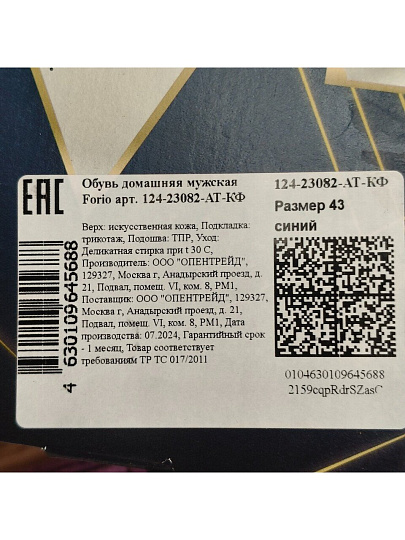 EAC
Обувь домашняя мужская
Forio арт. 124-23082-АТ-КФ
Верх: искусственная кожа, Подкладка:
трикотаж, Подошва: ТПР, Уход:
Деликатная стирка при t 30 С,
Производитель: ООО "ОПЕНТРЕЙД",
129327, Москва г, Анадырский проезд, д.
21, Подвал, помещ. VI, ком. 8, РМ1,
Поставщик: ООО "ОПЕНТРЕЙД", 129327,
Москва г, Анадырский проезд, д. 21,
Подвал, помещ. VI, ком. 8, РМ1, Дата
производства: 07.2024, Гарантийный срок
- 1 месяц, Товар соответствует
требованиям ТР ТС 017/2011
4 630109 645688
124-23082-АТ-КФ
Размер 43
синий
0104630109645688
2159cqpRdrSZasC